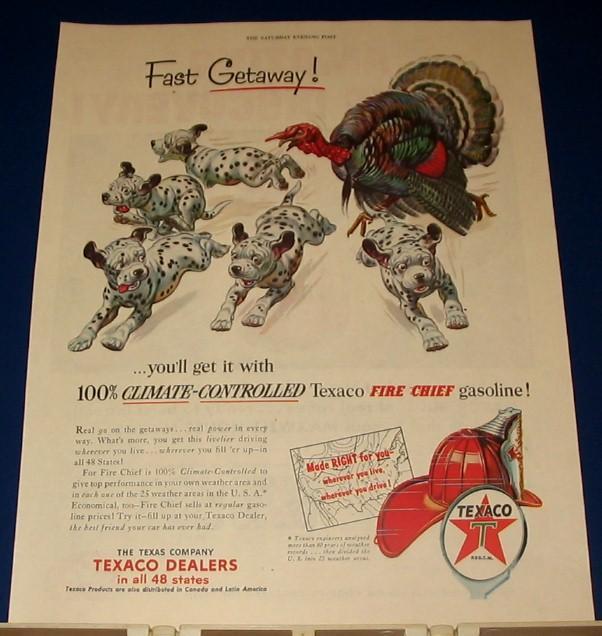 THE SATURDAY EVENING POST
Fast Getaway!
...you'll get it with
100% CLIMATE-CONTROLLED Texaco FIRE CHIEF gasoline!
Real go on the getaways...real power in every
way. What's more, you get this livelier driving
wherever you live...wherever you fill 'er up—in
all 48 States!
For Fire Chief is 100% Climate-Controlled to
give top performance in your own weather area and
in each one of the 25 weather areas in the U. S. A.*
Economical, too—Fire Chief sells at regular gaso-
line prices! Try it—fill up at your Texaco Dealer,
the best friend your car has ever had.
THE TEXAS COMPANY
TEXACO DEALERS
in all 48 states
Texaco Products are also distributed in Canada and Latin America
Made RIGHT for you—
wherever you live,
wherever you drive!
* Texaco engineers analyzed
more than 60 years of weather
records...then divided the
U. S. into 25 weather areas.
TEXACO
T